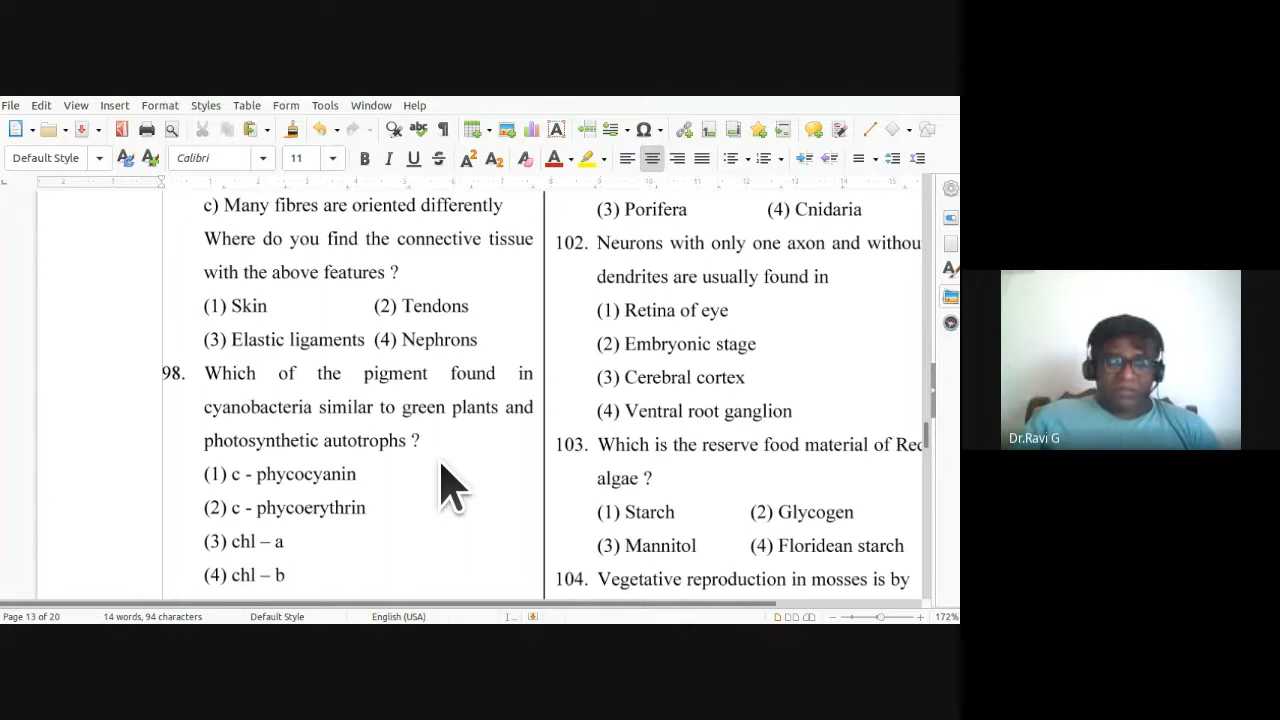 File Edit View Insert Format Styles Table Form Tools Window Help
Default Style Calibri 11
c) Many fibres are oriented differently
Where do you find the connective tissue
with the above features ?
(1) Skin (2) Tendons
(3) Elastic ligaments (4) Nephrons
98. Which of the pigment found in
cyanobacteria similar to green plants and
photosynthetic autotrophs ?
(1) c - phycocyanin
(2) c - phycoerythrin
(3) chl – a
(4) chl – b
(3) Porifera (4) Cnidaria
102. Neurons with only one axon and withou
dendrites are usually found in
(1) Retina of eye
(2) Embryonic stage
(3) Cerebral cortex
(4) Ventral root ganglion
103. Which is the reserve food material of Rec
algae ?
(1) Starch (2) Glycogen
(3) Mannitol (4) Floridean starch
104. Vegetative reproduction in mosses is by
Page 13 of 20 14 words, 94 characters Default Style English (USA) 172%
Dr.Ravi G